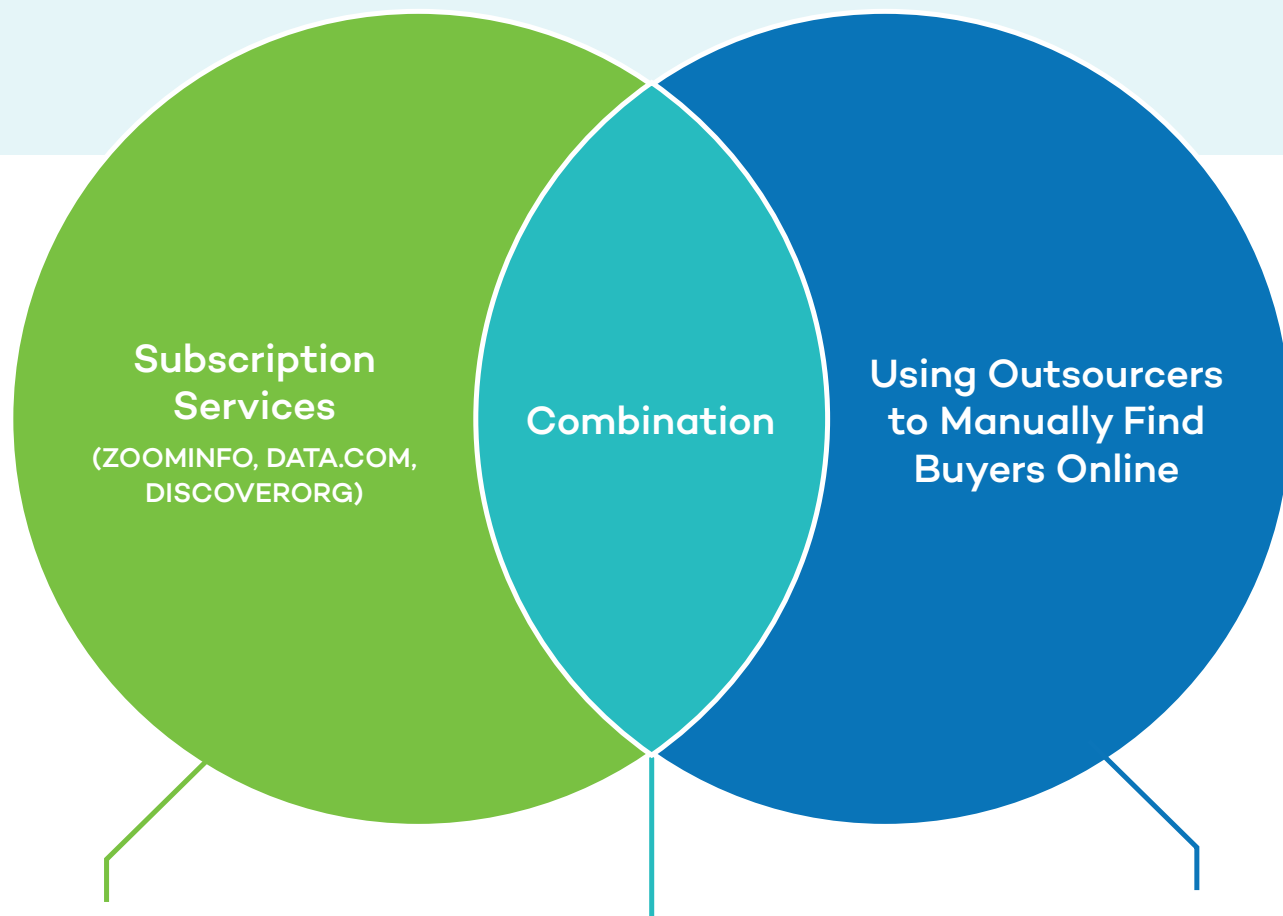 Subscription
Services
(ZOOMINFO, DATA.COM,
DISCOVERORG)
Combination
Using Outsourcers
to Manually Find
Buyers Online